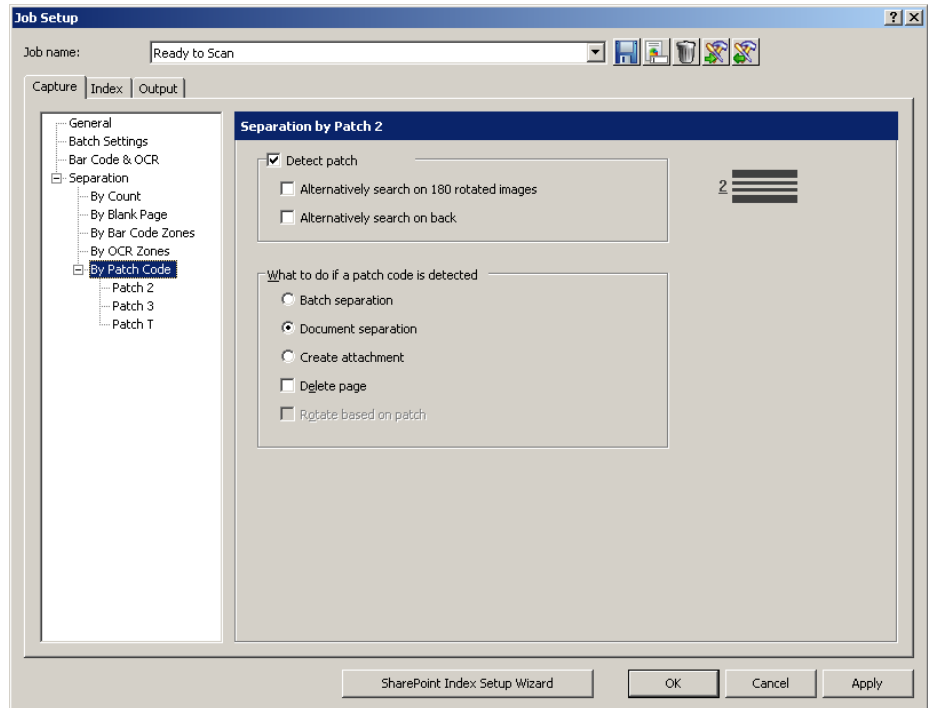 Job Setup
Job name: Ready to Scan
Capture Index Output
General
Batch Settings
Bar Code & OCR
Separation
By Count
By Blank Page
By Bar Code Zones
By OCR Zones
By Patch Code
Patch 2
Patch 3
Patch T
Separation by Patch 2
Detect patch
Alternatively search on 180 rotated images
Alternatively search on back
2
What to do if a patch code is detected
Batch separation
Document separation
Create attachment
Delete page
Rotate based on patch
SharePoint Index Setup Wizard OK Cancel Apply